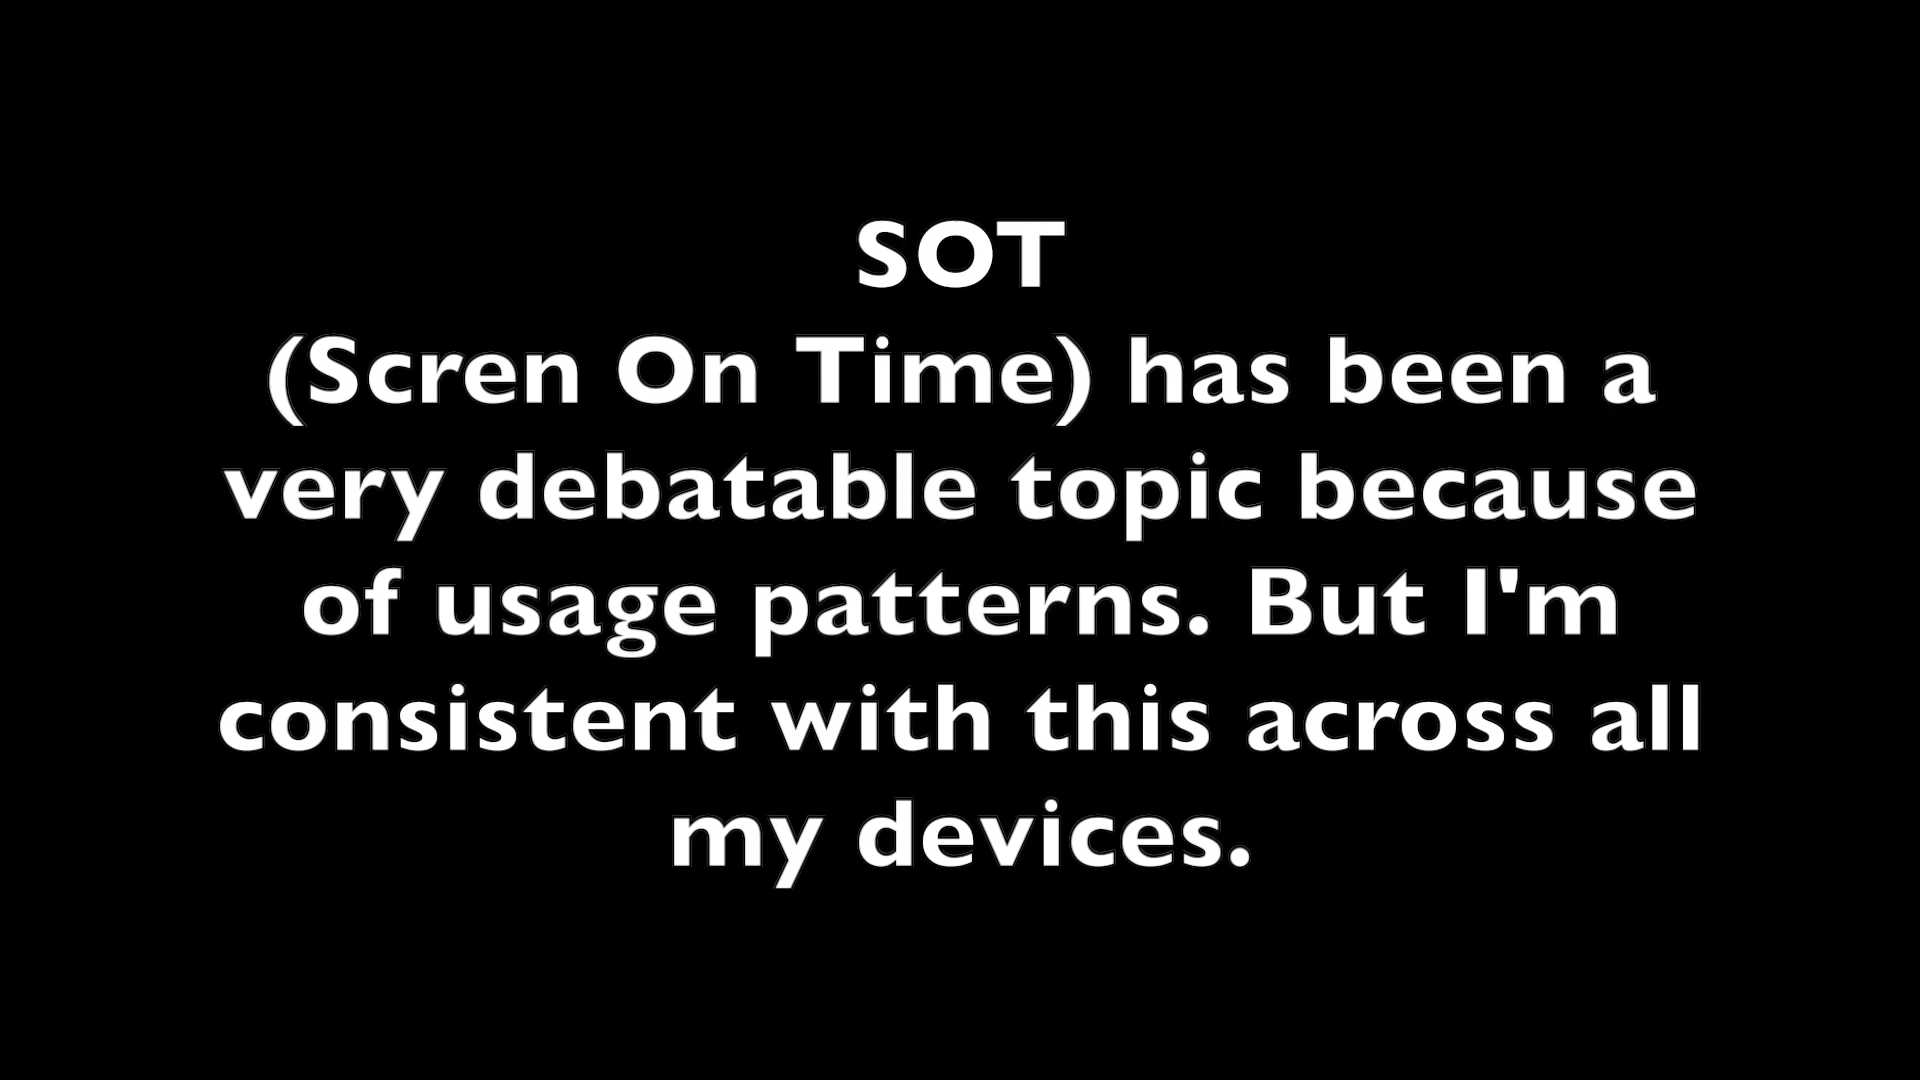 SOT
(Scren On Time) has been a
very debatable topic because
of usage patterns. But I'm
consistent with this across all
my devices.